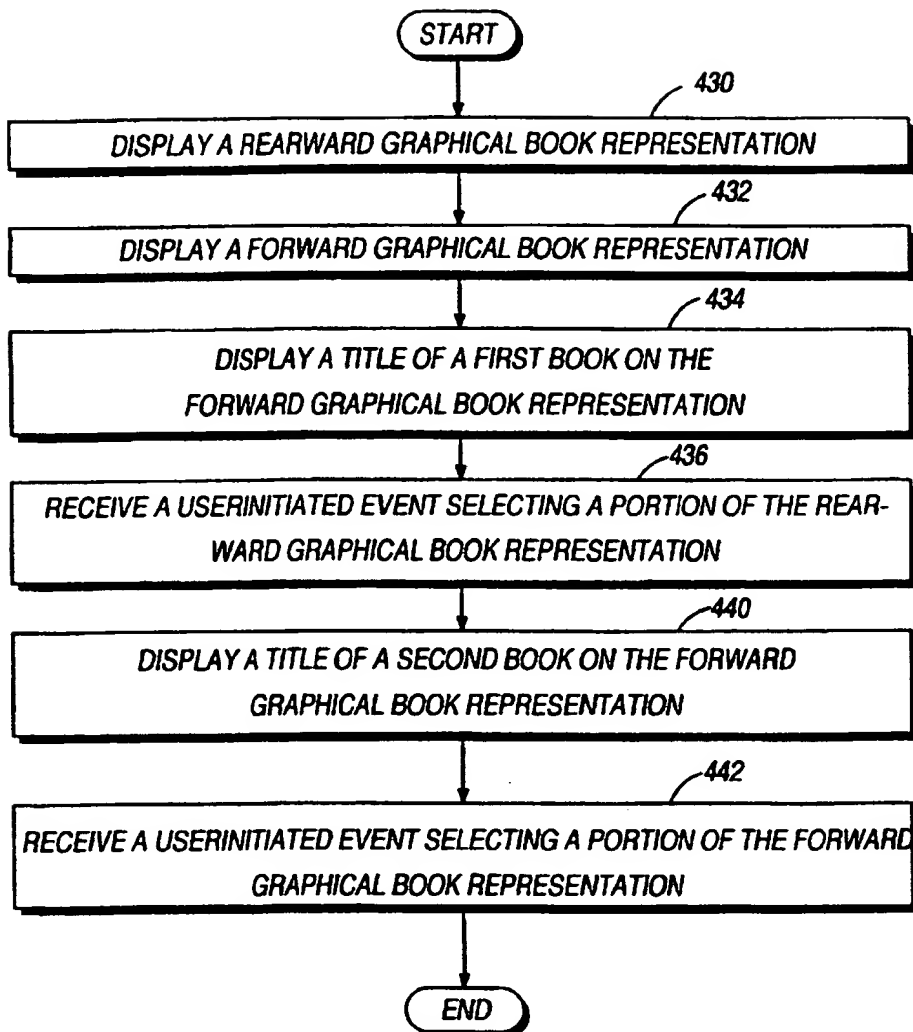 START
430
DISPLAY A REARWARD GRAPHICAL BOOK REPRESENTATION
432
DISPLAY A FORWARD GRAPHICAL BOOK REPRESENTATION
434
DISPLAY A TITLE OF A FIRST BOOK ON THE
FORWARD GRAPHICAL BOOK REPRESENTATION
436
RECEIVE A USERINITIATED EVENT SELECTING A PORTION OF THE REAR-
WARD GRAPHICAL BOOK REPRESENTATION
440
DISPLAY A TITLE OF A SECOND BOOK ON THE FORWARD
GRAPHICAL BOOK REPRESENTATION
442
RECEIVE A USERINITIATED EVENT SELECTING A PORTION OF THE FORWARD
GRAPHICAL BOOK REPRESENTATION
END